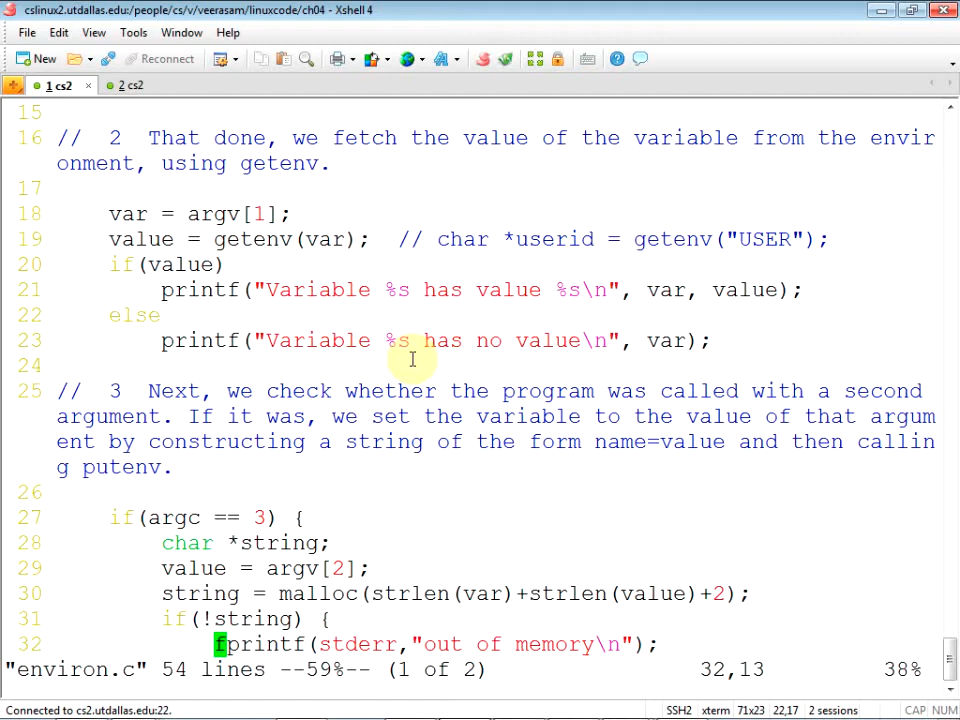 cslinux2.utdallas.edu:/people/cs/v/veerasam/linuxcode/ch04 - Xshell 4
File Edit View Tools Window Help
New Reconnect
1 cs2 × 2 cs2
15
16 //  2  That done, we fetch the value of the variable from the envir
onment, using getenv.
17
18     var = argv[1];
19     value = getenv(var);  // char *userid = getenv("USER");
20     if(value)
21         printf("Variable %s has value %s\n", var, value);
22     else
23         printf("Variable %s has no value\n", var);
24
25 //  3  Next, we check whether the program was called with a second
argument. If it was, we set the variable to the value of that argum
ent by constructing a string of the form name=value and then callin
g putenv.
26
27     if(argc == 3) {
28         char *string;
29         value = argv[2];
30         string = malloc(strlen(var)+strlen(value)+2);
31         if(!string) {
32             fprintf(stderr,"out of memory\n");
"environ.c" 54 lines --59%-- (1 of 2) 32,13 38%
Connected to cs2.utdallas.edu:22. SSH2 xterm 71x23 22,17 2 sessions CAP NUM